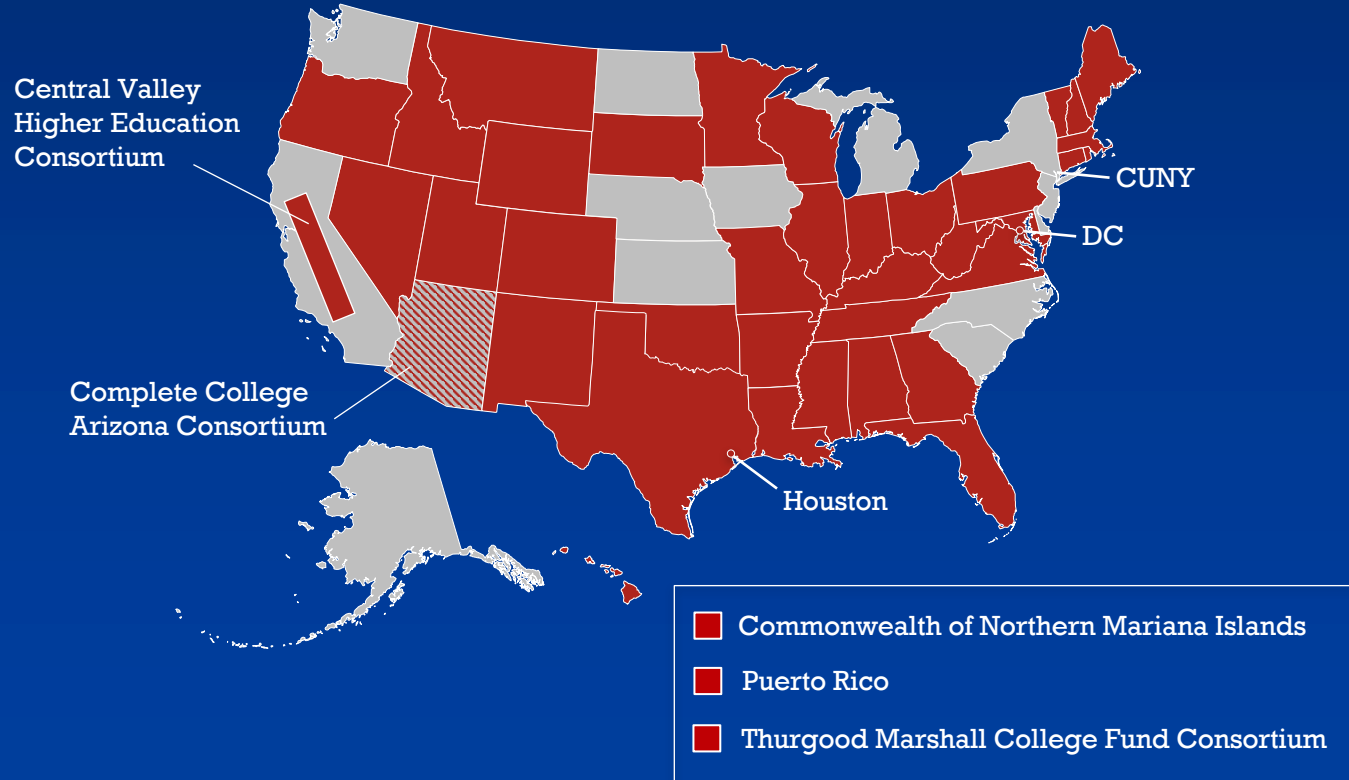 Central Valley
Higher Education
Consortium
CUNY
DC
Complete College
Arizona Consortium
Houston
Commonwealth of Northern Mariana Islands
Puerto Rico
Thurgood Marshall College Fund Consortium